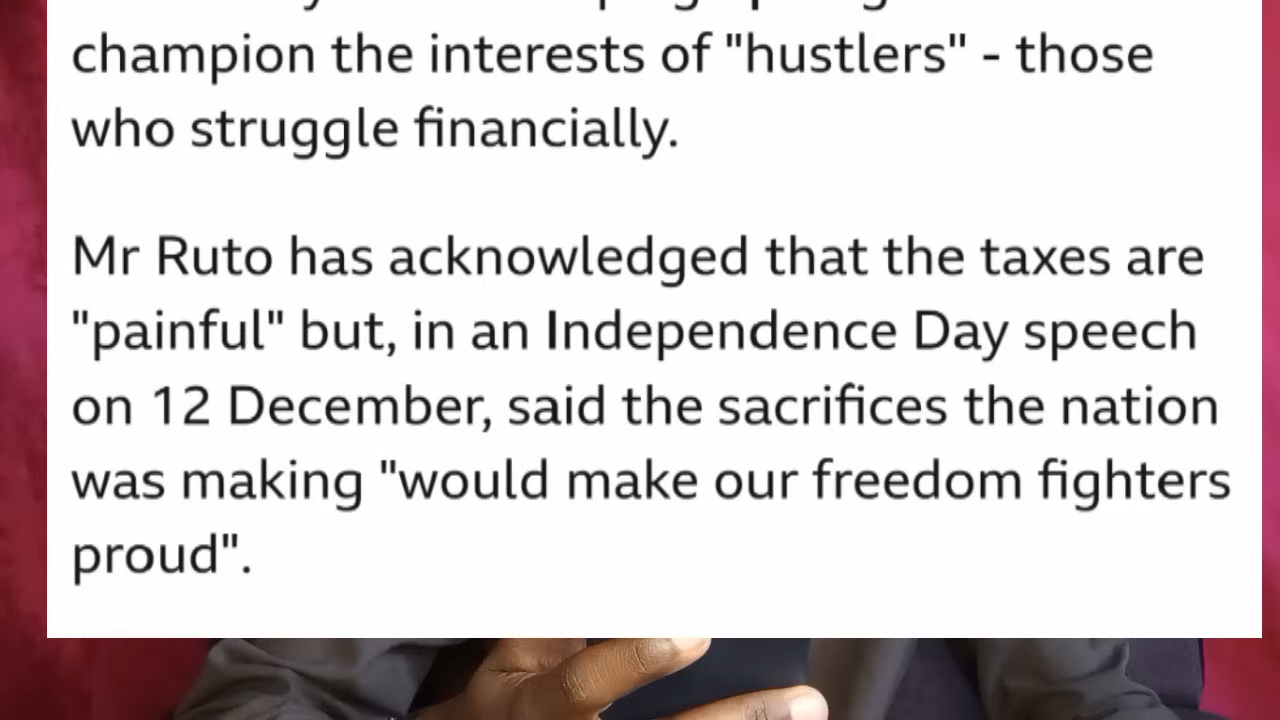 champion the interests of "hustlers" - those
who struggle financially.
Mr Ruto has acknowledged that the taxes are
"painful" but, in an Independence Day speech
on 12 December, said the sacrifices the nation
was making "would make our freedom fighters
proud".